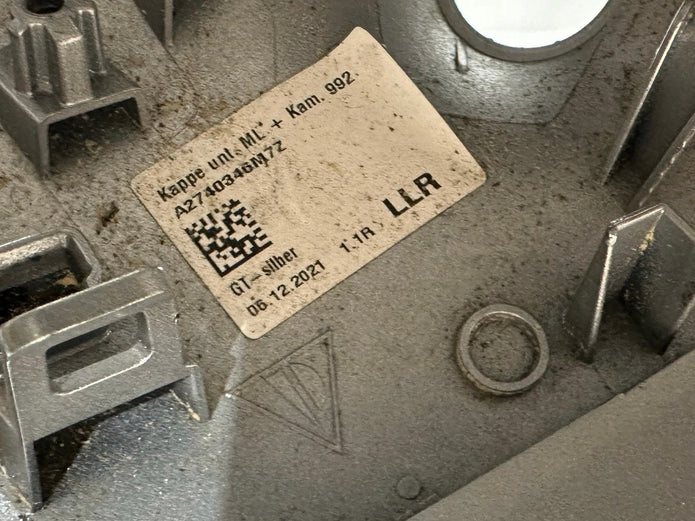 Kappe unt. ML + Kam. 992
A2740346M7Z
GT-silber
06.12.2021 1.1R LLR